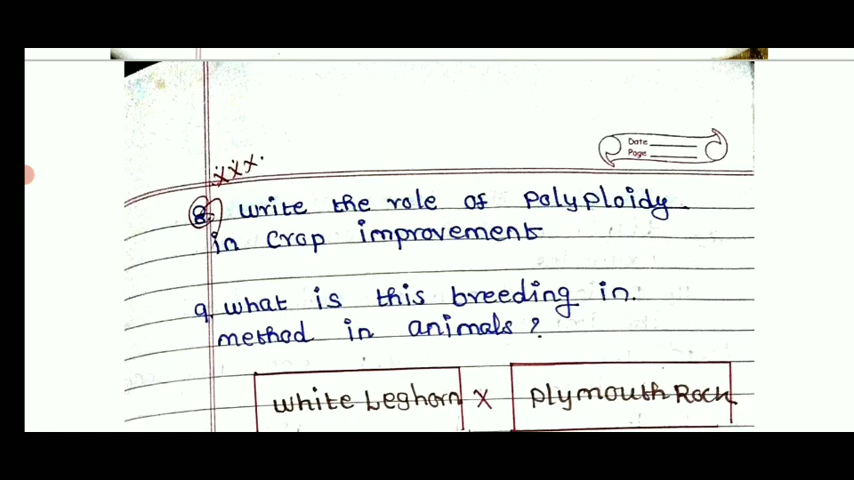 Date
Page
xxx.
8. Write the role of polyploidy
in crop improvement
9. what is this breeding in.
method in animals?
white Leghorn x Plymouth Rock